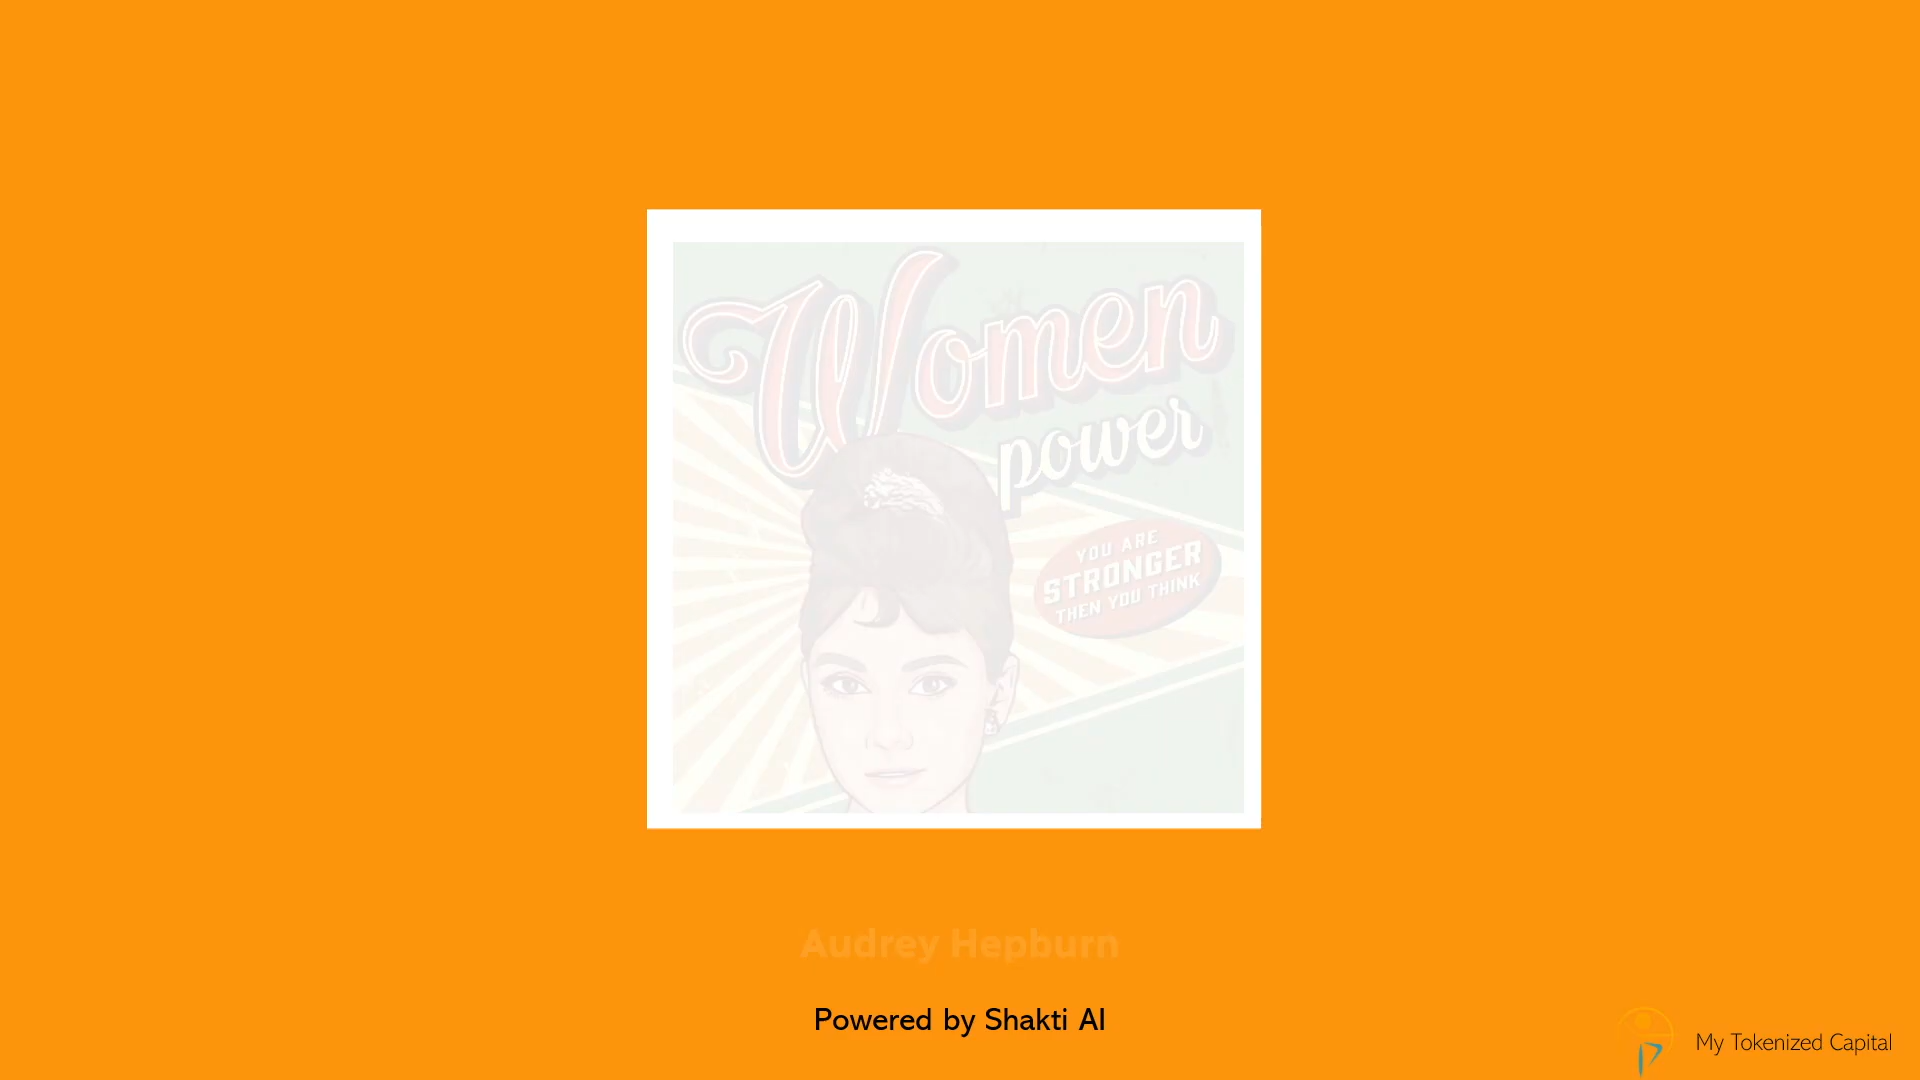 Women
power
YOU ARE
STRONGER
THEN YOU THINK
Audrey Hepburn
Powered by Shakti AI
My Tokenized Capital